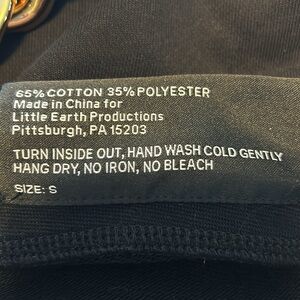 65% COTTON 35% POLYESTER
Made in China for
Little Earth Productions
Pittsburgh, PA 15203
TURN INSIDE OUT, HAND WASH COLD GENTLY
HANG DRY, NO IRON, NO BLEACH
SIZE: S